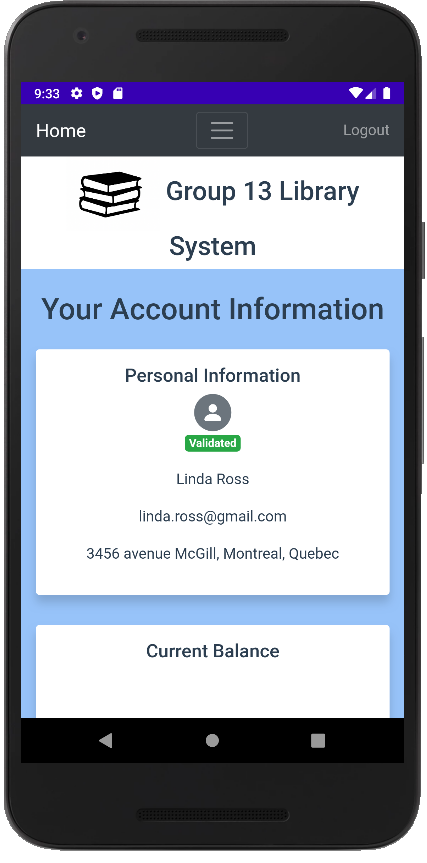 9:33
Home
Logout
Group 13 Library
System
Your Account Information
Personal Information
Validated
Linda Ross
linda.ross@gmail.com
3456 avenue McGill, Montreal, Quebec
Current Balance